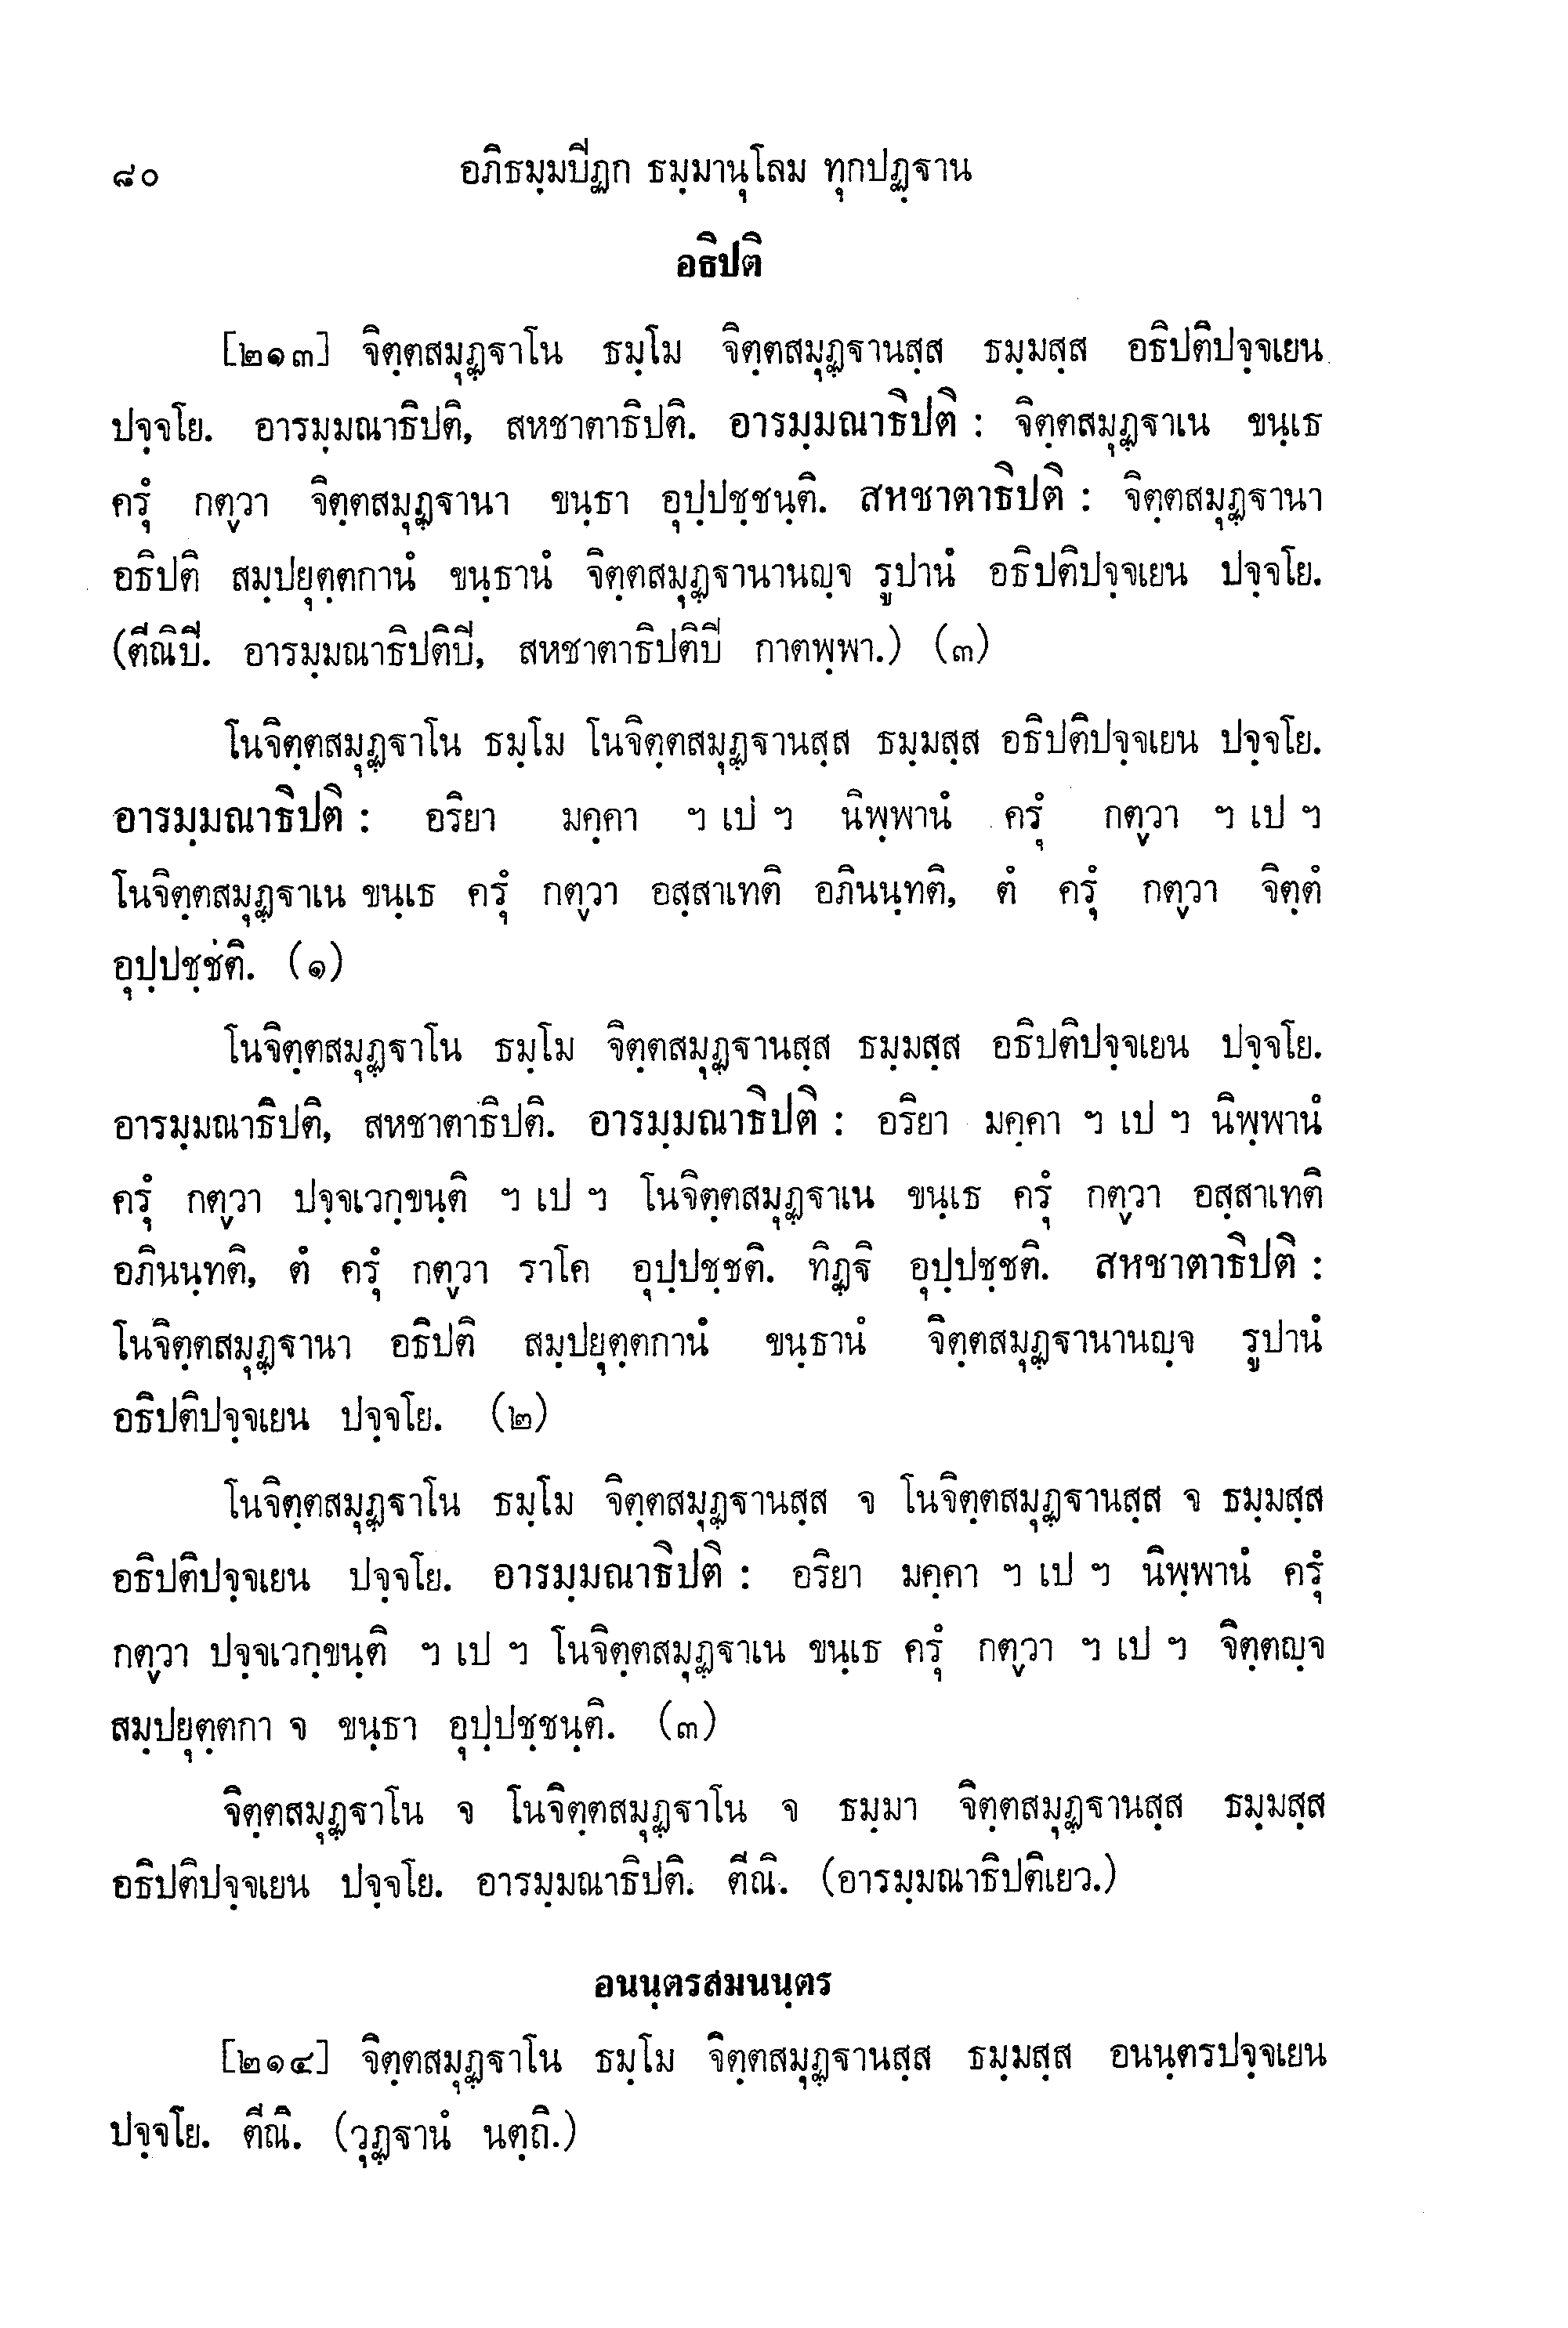 ๘๐ อภิธมฺมปีฏก ธมฺมานุโลม ทุกปฏฺฐาน
อธิปติ
[๒๑๓] จิตฺตสมุฏฺฐาโน ธมฺโม จิตฺตสมุฏฺฐานสฺส ธมฺมสฺส อธิปติปจฺจเยน
ปจฺจโย. อารมฺมณาธิปติ, สหชาตาธิปติ. อารมฺมณาธิปติ : จิตฺตสมุฏฺฐาเน ขนฺเธ
ครุํ กตฺวา จิตฺตสมุฏฺฐานา ขนฺธา อุปฺปชฺชนฺติ. สหชาตาธิปติ : จิตฺตสมุฏฺฐานา
อธิปติ สมฺปยุตฺตกานํ ขนฺธานํ จิตฺตสมุฏฺฐานานญฺจ รูปานํ อธิปติปจฺจเยน ปจฺจโย.
(ตีณิปี. อารมฺมณาธิปติปี, สหชาตาธิปติปี กาตพฺพา.) (๓)
โนจิตฺตสมุฏฺฐาโน ธมฺโม โนจิตฺตสมุฏฺฐานสฺส ธมฺมสฺส อธิปติปจฺจเยน ปจฺจโย.
อารมฺมณาธิปติ : อริยา มคฺคา ฯ เป ฯ นิพฺพานํ ครุํ กตฺวา ฯ เป ฯ
โนจิตฺตสมุฏฺฐาเน ขนฺเธ ครุํ กตฺวา อสฺสาเทติ อภินนฺทติ, ตํ ครุํ กตฺวา จิตฺตํ
อุปฺปชฺชติ. (๑)
โนจิตฺตสมุฏฺฐาโน ธมฺโม จิตฺตสมุฏฺฐานสฺส ธมฺมสฺส อธิปติปจฺจเยน ปจฺจโย.
อารมฺมณาธิปติ, สหชาตาธิปติ. อารมฺมณาธิปติ : อริยา มคฺคา ฯ เป ฯ นิพฺพานํ
ครุํ กตฺวา ปจฺจเวกฺขนฺติ ฯ เป ฯ โนจิตฺตสมุฏฺฐาเน ขนฺเธ ครุํ กตฺวา อสฺสาเทติ
อภินนฺทติ, ตํ ครุํ กตฺวา ราโค อุปฺปชฺชติ. ทิฏฺฐิ อุปฺปชฺชติ. สหชาตาธิปติ :
โนจิตฺตสมุฏฺฐานา อธิปติ สมฺปยุตฺตกานํ ขนฺธานํ จิตฺตสมุฏฺฐานานญฺจ รูปานํ
อธิปติปจฺจเยน ปจฺจโย. (๒)
โนจิตฺตสมุฏฺฐาโน ธมฺโม จิตฺตสมุฏฺฐานสฺส จ โนจิตฺตสมุฏฺฐานสฺส จ ธมฺมสฺส
อธิปติปจฺจเยน ปจฺจโย. อารมฺมณาธิปติ : อริยา มคฺคา ฯ เป ฯ นิพฺพานํ ครุํ
กตฺวา ปจฺจเวกฺขนฺติ ฯ เป ฯ โนจิตฺตสมุฏฺฐาเน ขนฺเธ ครุํ กตฺวา ฯ เป ฯ จิตฺตญฺจ
สมฺปยุตฺตกา จ ขนฺธา อุปฺปชฺชนฺติ. (๓)
จิตฺตสมุฏฺฐาโน จ โนจิตฺตสมุฏฺฐาโน จ ธมฺมา จิตฺตสมุฏฺฐานสฺส ธมฺมสฺส
อธิปติปจฺจเยน ปจฺจโย. อารมฺมณาธิปติ. ตีณิ. (อารมฺมณาธิปติเยว.)
อนนฺตรสมนนฺตร
[๒๑๔] จิตฺตสมุฏฺฐาโน ธมฺโม จิตฺตสมุฏฺฐานสฺส ธมฺมสฺส อนนฺตรปจฺจเยน
ปจฺจโย. ตีณิ. (วุฏฺฐานํ นตฺถิ.)